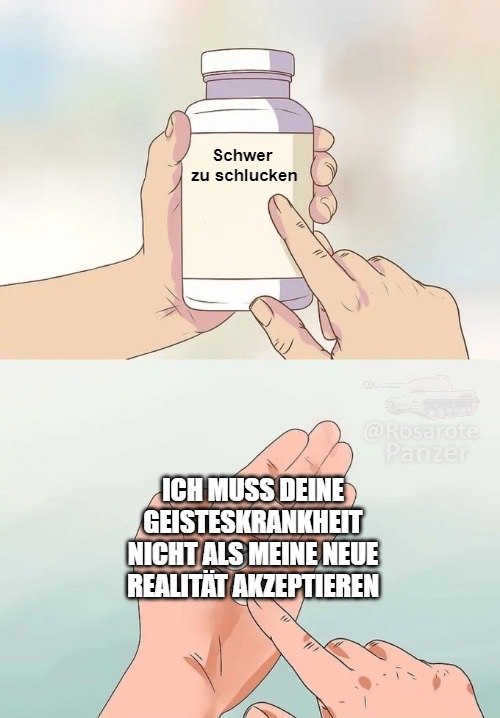 Schwer
zu schlucken
@Rosarote
Panzer
ICH MUSS DEINE
GEISTESKRANKHEIT
NICHT ALS MEINE NEUE
REALITÄT AKZEPTIEREN